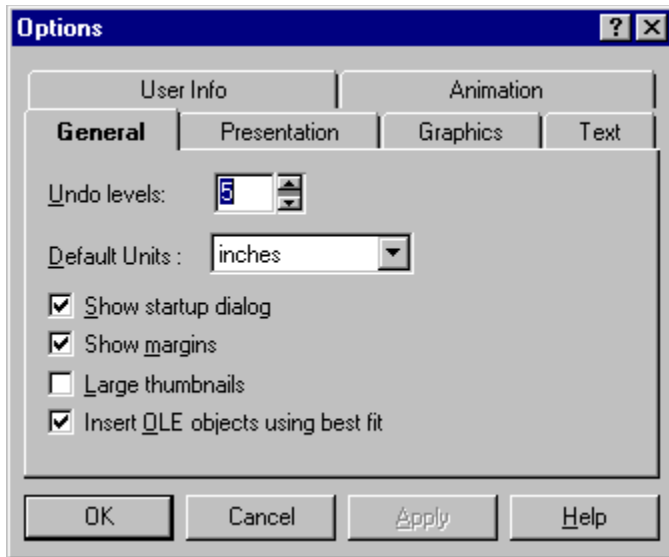 Options
User Info Animation
General Presentation Graphics Text
Undo levels: 5
Default Units : inches
Show startup dialog
Show margins
Large thumbnails
Insert OLE objects using best fit
OK Cancel Apply Help